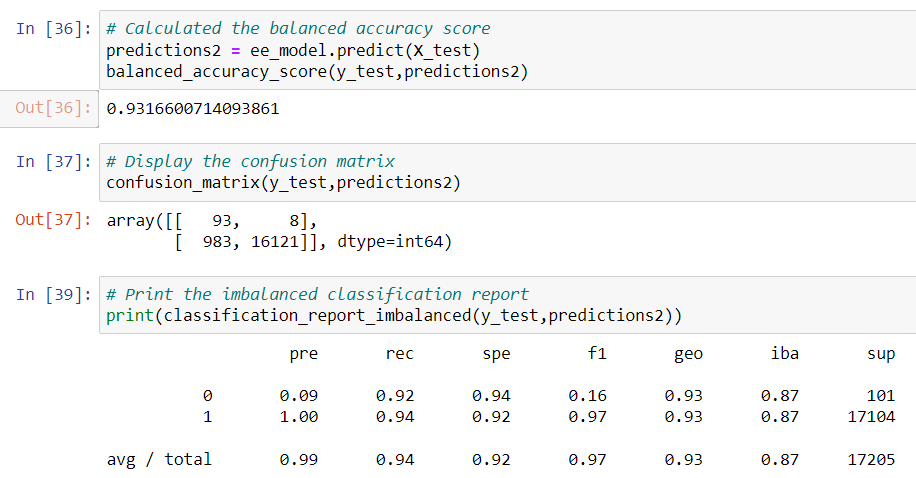 In [36]: # Calculated the balanced accuracy score
predictions2 = ee_model.predict(X_test)
balanced_accuracy_score(y_test,predictions2)
Out[36]: 0.9316600714093861
In [37]: # Display the confusion matrix
confusion_matrix(y_test,predictions2)
Out[37]: array([[   93,     8],
       [  983, 16121]], dtype=int64)
In [39]: # Print the imbalanced classification report
print(classification_report_imbalanced(y_test,predictions2))
pre rec spe f1 geo iba sup
0 0.09 0.92 0.94 0.16 0.93 0.87 101
1 1.00 0.94 0.92 0.97 0.93 0.87 17104
avg / total 0.99 0.94 0.92 0.97 0.93 0.87 17205